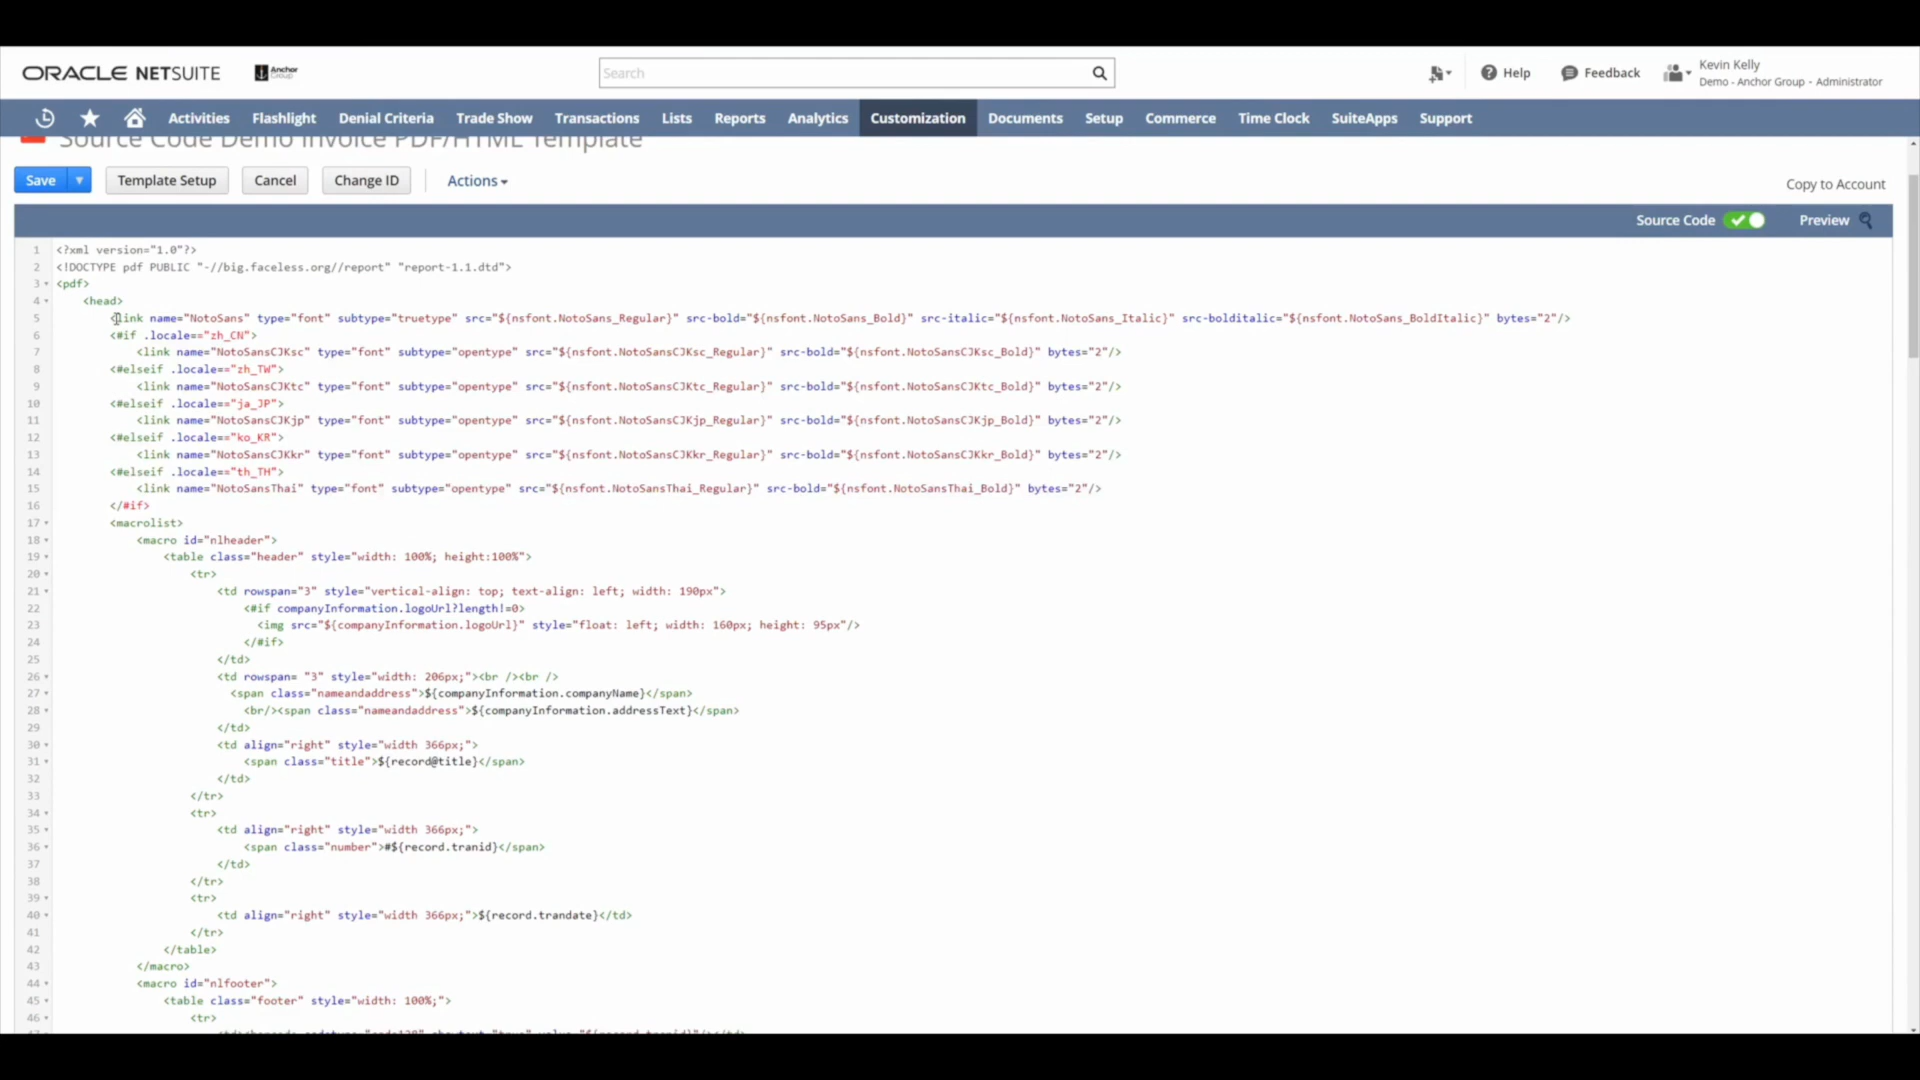 ORACLE NETSUITE
Anchor Group
Search
Help
Feedback
Kevin Kelly
Demo - Anchor Group - Administrator
Activities
Flashlight
Denial Criteria
Trade Show
Transactions
Lists
Reports
Analytics
Customization
Documents
Setup
Commerce
Time Clock
SuiteApps
Support
Source Code Demo Invoice PDF/HTML Template
Save
Template Setup
Cancel
Change ID
Actions
Copy to Account
Source Code
Preview
1 <?xml version="1.0"?>
2 <!DOCTYPE pdf PUBLIC "-//big.faceless.org//report" "report-1.1.dtd">
3 <pdf>
4 <head>
5 <link name="NotoSans" type="font" subtype="truetype" src="${nsfont.NotoSans_Regular}" src-bold="${nsfont.NotoSans_Bold}" src-italic="${nsfont.NotoSans_Italic}" src-bolditalic="${nsfont.NotoSans_BoldItalic}" bytes="2"/>
6 <#if .locale=="zh_CN">
7 <link name="NotoSansCJKsc" type="font" subtype="opentype" src="${nsfont.NotoSansCJKsc_Regular}" src-bold="${nsfont.NotoSansCJKsc_Bold}" bytes="2"/>
8 <#elseif .locale=="zh_TW">
9 <link name="NotoSansCJKtc" type="font" subtype="opentype" src="${nsfont.NotoSansCJKtc_Regular}" src-bold="${nsfont.NotoSansCJKtc_Bold}" bytes="2"/>
10 <#elseif .locale=="ja_JP">
11 <link name="NotoSansCJKjp" type="font" subtype="opentype" src="${nsfont.NotoSansCJKjp_Regular}" src-bold="${nsfont.NotoSansCJKjp_Bold}" bytes="2"/>
12 <#elseif .locale=="ko_KR">
13 <link name="NotoSansCJKkr" type="font" subtype="opentype" src="${nsfont.NotoSansCJKkr_Regular}" src-bold="${nsfont.NotoSansCJKkr_Bold}" bytes="2"/>
14 <#elseif .locale=="th_TH">
15 <link name="NotoSansThai" type="font" subtype="opentype" src="${nsfont.NotoSansThai_Regular}" src-bold="${nsfont.NotoSansThai_Bold}" bytes="2"/>
16 </#if>
17 <macrolist>
18 <macro id="nlheader">
19 <table class="header" style="width: 100%; height:100%">
20 <tr>
21 <td rowspan="3" style="vertical-align: top; text-align: left; width: 190px">
22 <#if companyInformation.logoUrl?length!=0>
23 <img src="${companyInformation.logoUrl}" style="float: left; width: 160px; height: 95px"/>
24 </#if>
25 </td>
26 <td rowspan= "3" style="width: 206px;"><br /><br />
27 <span class="nameandaddress">${companyInformation.companyName}</span>
28 <br/><span class="nameandaddress">${companyInformation.addressText}</span>
29 </td>
30 <td align="right" style="width 366px;">
31 <span class="title">${record@title}</span>
32 </td>
33 </tr>
34 <tr>
35 <td align="right" style="width 366px;">
36 <span class="number">#${record.tranid}</span>
37 </td>
38 </tr>
39 <tr>
40 <td align="right" style="width 366px;">${record.trandate}</td>
41 </tr>
42 </table>
43 </macro>
44 <macro id="nlfooter">
45 <table class="footer" style="width: 100%;">
46 <tr>